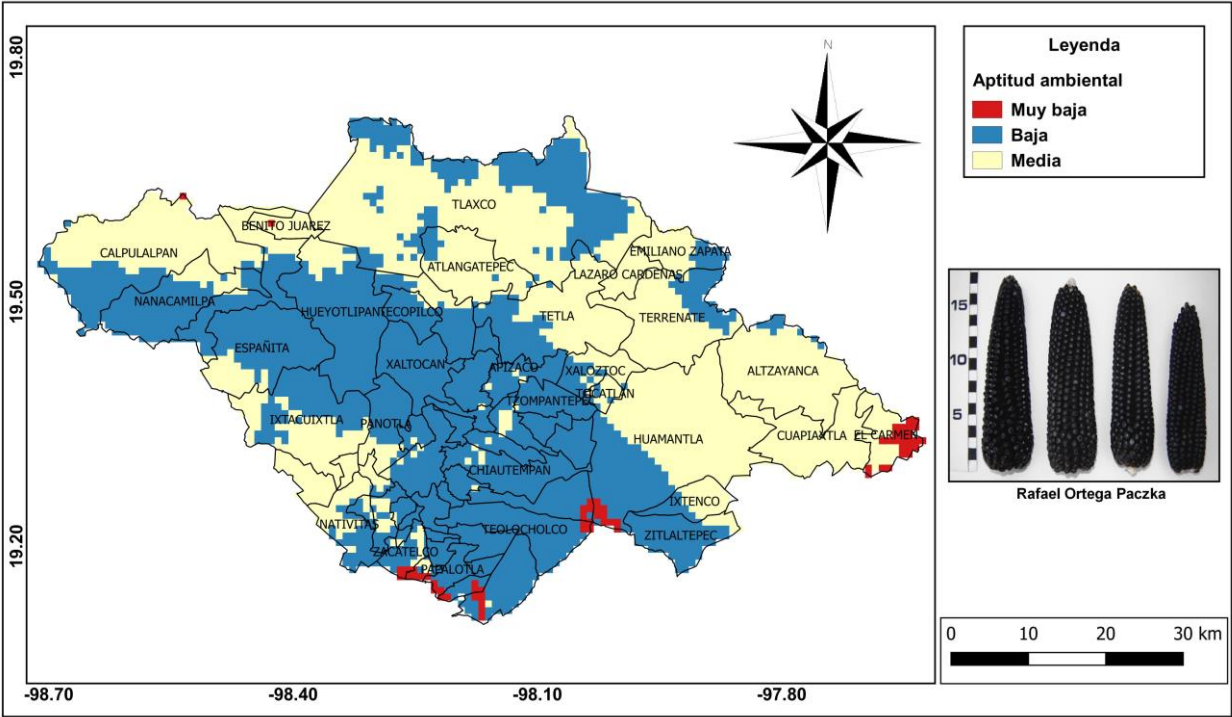 19.80
19.50
19.20
-98.70
-98.40
-98.10
-97.80
N
TLAXCO
BENITO JUAREZ
CALPULALPAN
ATLANGATEPEC
EMILIANO ZAPATA
LAZARO CARDENAS
NANACAMILPA
HUEYOTLIPANTECOPILCO
TETLA
TERRENATE
ESPAÑITA
XALTOCAN
APIZACO
XALOZTOC
ALTZAYANCA
TZOMPANTEPEC
TOCATLAN
IXTACUIXTLA
PANOTLA
HUAMANTLA
CUAPIAXTLA
EL CARMEN
CHIAUTEMPAN
IXTENCO
NATIVITAS
TEOLOCHOLCO
ZITLALTEPEC
ZACATELCO
PAPALOTLA
Leyenda
Aptitud ambiental
Muy baja
Baja
Media
15
10
5
Rafael Ortega Paczka
0 10 20 30 km